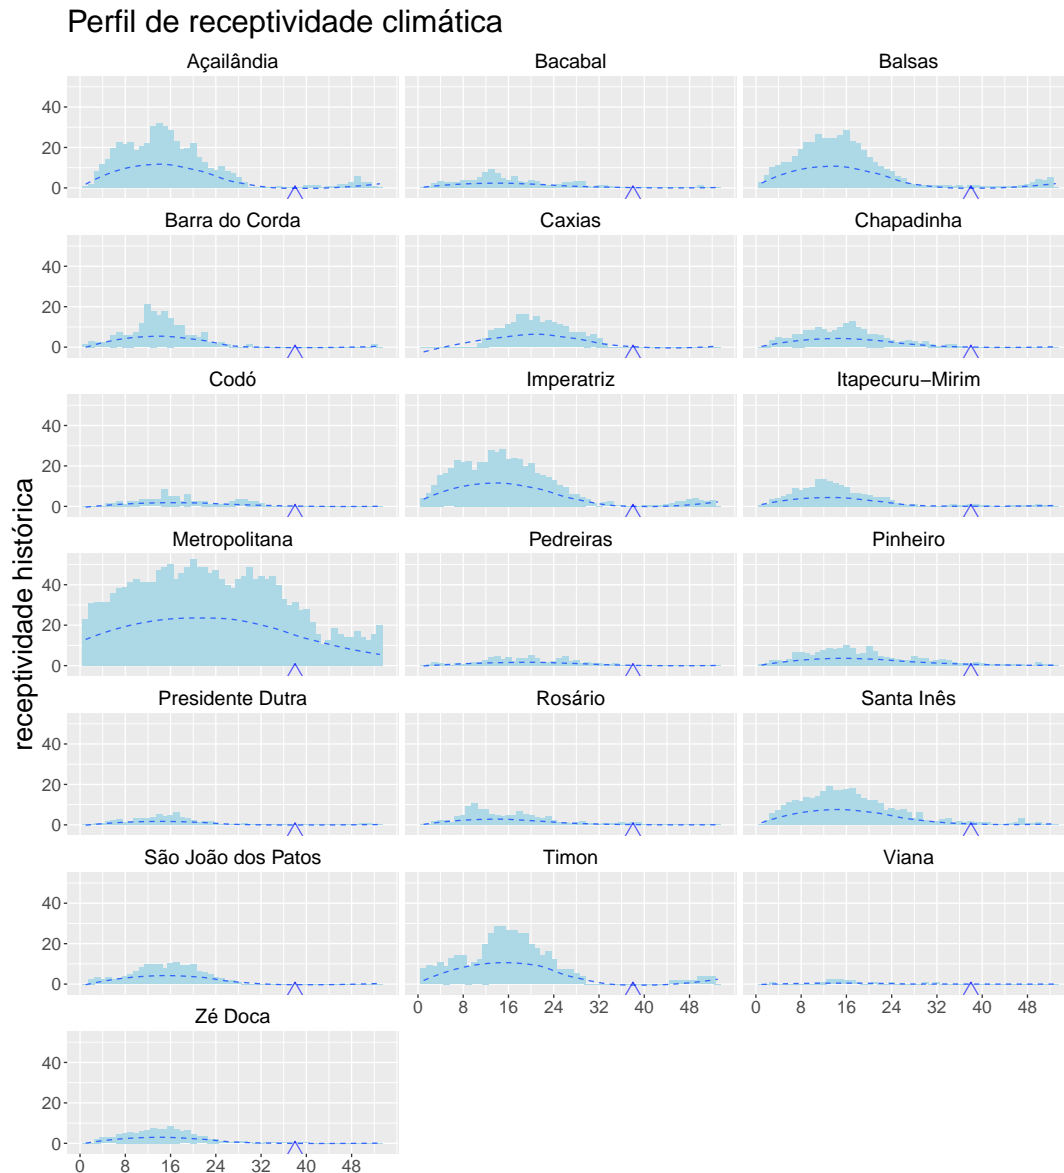 Perfil de receptividade climática
Açailândia Bacabal Balsas
40
20
0
Barra do Corda Caxias Chapadinha
40
20
0
Codó Imperatriz Itapecuru−Mirim
40
20
0
Metropolitana Pedreiras Pinheiro
40
20
0
receptividade histórica
Presidente Dutra Rosário Santa Inês
40
20
0
São João dos Patos Timon Viana
40
20
0
0 8 16 24 32 40 48 0 8 16 24 32 40 48
Zé Doca
40
20
0
0 8 16 24 32 40 48